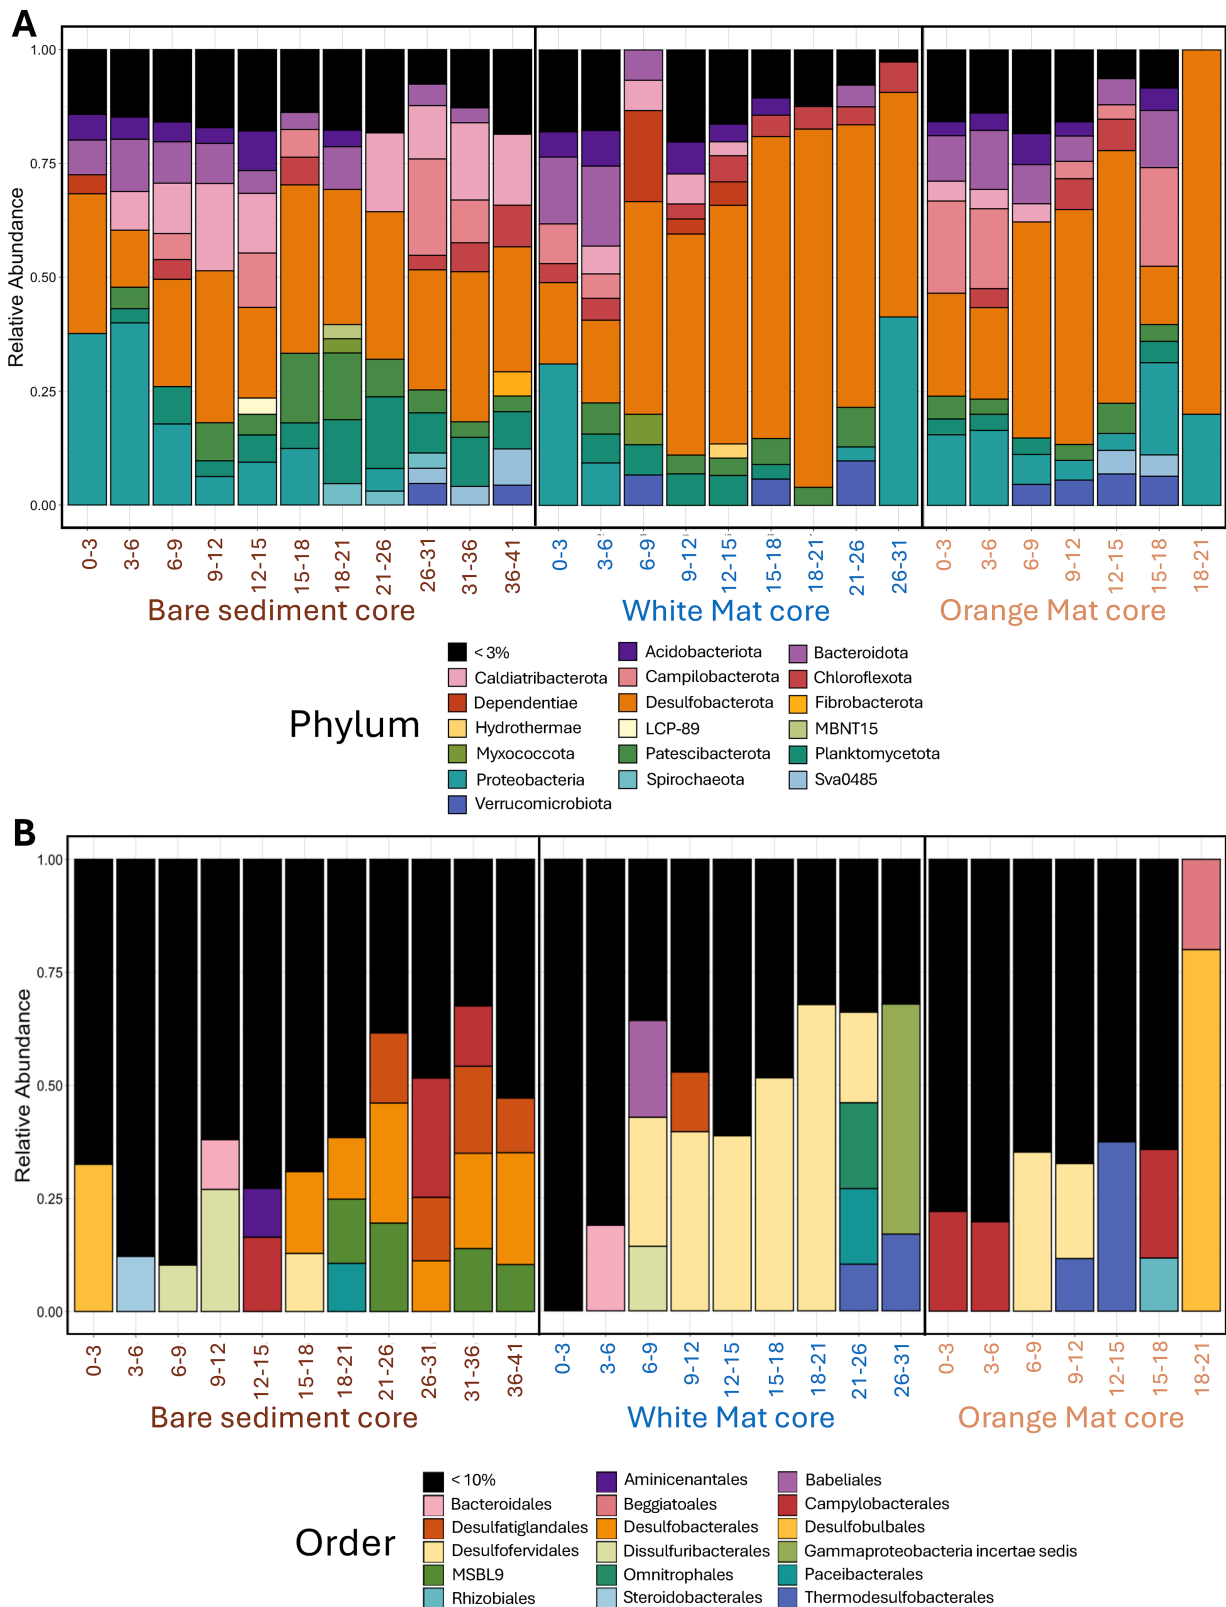 A
1.00
0.75
0.50
0.25
0.00
Relative Abundance
0-3 3-6 6-9 9-12 12-15 15-18 18-21 21-26 26-31 31-36 36-41 0-3 3-6 6-9 9-12 12-15 15-18 18-21 21-26 26-31 0-3 3-6 6-9 9-12 12-15 15-18 18-21
Bare sediment core White Mat core Orange Mat core
Phylum
< 3% Acidobacteriota Bacteroidota
Caldiatribacterota Campilobacterota Chloroflexota
Dependentiae Desulfobacterota Fibrobacterota
Hydrothermae LCP-89 MBNT15
Myxococcota Patescibacterota Planktomycetota
Proteobacteria Spirochaeota Sva0485
Verrucomicrobiota
B
1.00
0.75
0.50
0.25
0.00
Relative Abundance
0-3 3-6 6-9 9-12 12-15 15-18 18-21 21-26 26-31 31-36 36-41 0-3 3-6 6-9 9-12 12-15 15-18 18-21 21-26 26-31 0-3 3-6 6-9 9-12 12-15 15-18 18-21
Bare sediment core White Mat core Orange Mat core
Order
< 10% Aminicenantales Babeliales
Bacteroidales Beggiatoales Campylobacterales
Desulfatiglandales Desulfobacterales Desulfobulbales
Desulfofervidales Dissulfuribacterales Gammaproteobacteria incertae sedis
MSBL9 Omnitrophales Paceibacterales
Rhizobiales Steroidobacterales Thermodesulfobacterales